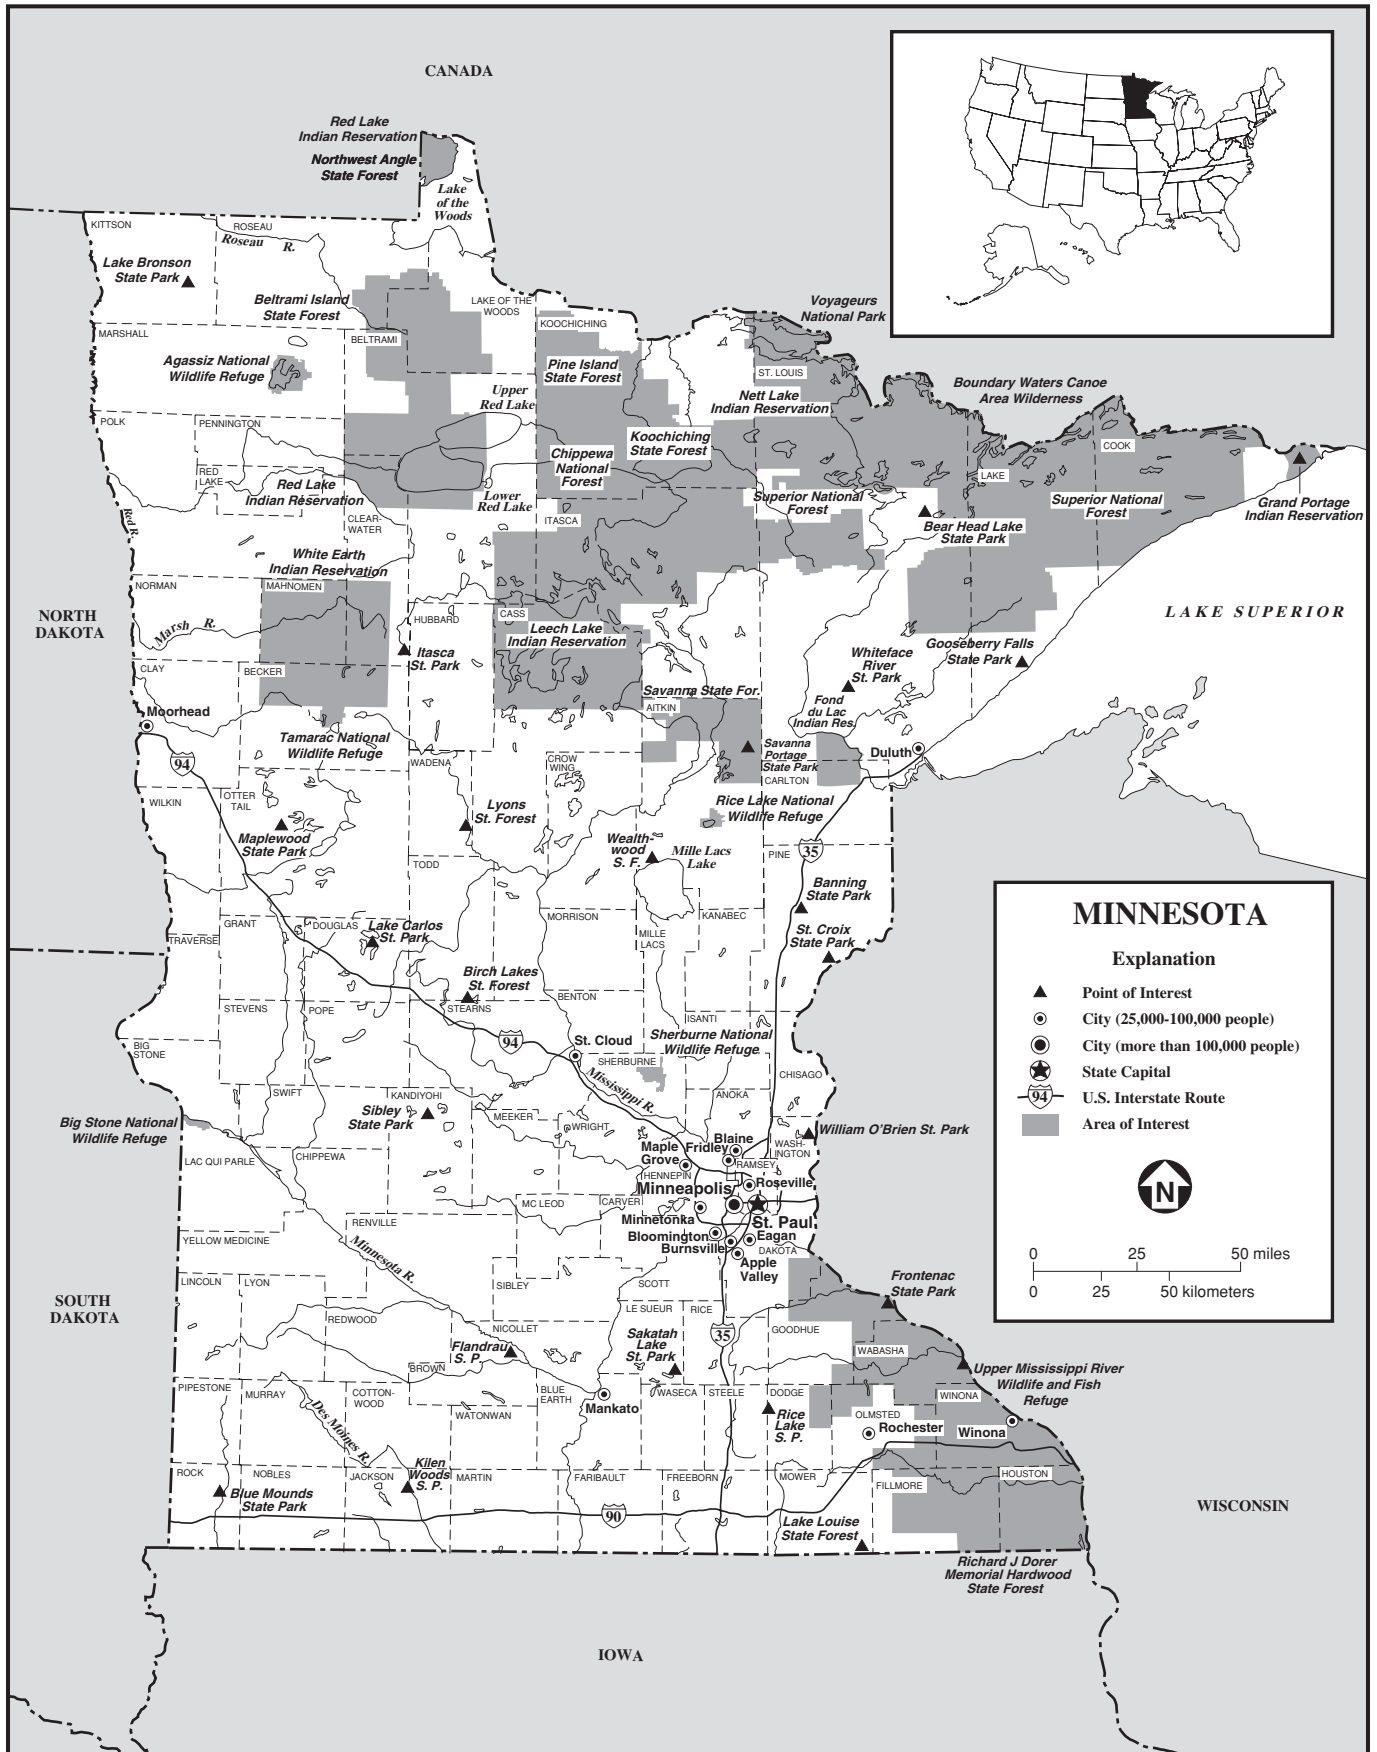 CANADA
Red Lake
Indian Reservation
Northwest Angle
State Forest
Lake
of the
Woods
KITTSON
ROSEAU
Roseau R.
Lake Bronson
State Park
Beltrami Island
State Forest
LAKE OF THE
WOODS
KOOCHICHING
Voyageurs
National Park
MARSHALL
BELTRAMI
Agassiz National
Wildlife Refuge
Pine Island
State Forest
ST. LOUIS
Nett Lake
Indian Reservation
Boundary Waters Canoe
Area Wilderness
Upper
Red Lake
POLK
PENNINGTON
Koochiching
State Forest
COOK
Chippewa
National
Forest
RED
LAKE
Red Lake
Indian Reservation
LAKE
Lower
Red Lake
Superior National
Forest
Superior National
Forest
Grand Portage
Indian Reservation
Red R.
CLEAR-
WATER
ITASCA
Bear Head Lake
State Park
White Earth
Indian Reservation
NORMAN
MAHNOMEN
NORTH
DAKOTA
HUBBARD
CASS
LAKE SUPERIOR
Marsh R.
Leech Lake
Indian Reservation
Itasca
St. Park
Gooseberry Falls
State Park
Whiteface
River
St. Park
CLAY
BECKER
Savanna State For.
AITKIN
Fond
du Lac
Indian Res.
Moorhead
Tamarac National
Wildlife Refuge
Savanna
Portage
State Park
Duluth
94
WADENA
CROW
WING
CARLTON
WILKIN
OTTER
TAIL
Lyons
St. Forest
Rice Lake National
Wildlife Refuge
Maplewood
State Park
Wealth-
wood
S. F.
Mille Lacs
Lake
35
PINE
TODD
Banning
State Park
GRANT
DOUGLAS
Lake Carlos
St. Park
MORRISON
KANABEC
TRAVERSE
MILLE
LACS
St. Croix
State Park
Birch Lakes
St. Forest
BENTON
STEVENS
POPE
STEARNS
ISANTI
BIG
STONE
94
St. Cloud
Sherburne National
Wildlife Refuge
SHERBURNE
CHISAGO
Mississippi R.
SWIFT
KANDIYOHI
ANOKA
Big Stone National
Wildlife Refuge
Sibley
State Park
MEEKER
WRIGHT
William O'Brien St. Park
Blaine
Maple
Grove
Fridley
WASH-
INGTON
LAC QUI PARLE
CHIPPEWA
RAMSEY
HENNEPIN
Minneapolis
Roseville
MC LEOD
CARVER
RENVILLE
Minnetonka
St. Paul
YELLOW MEDICINE
Bloomington
Eagan
Burnsville
DAKOTA
Minnesota R.
Apple
Valley
LINCOLN
LYON
SIBLEY
SCOTT
Frontenac
State Park
SOUTH
DAKOTA
REDWOOD
LE SUEUR
RICE
NICOLLET
Sakatah
Lake
St. Park
35
GOODHUE
Flandrau
S. P.
WABASHA
BROWN
Upper Mississippi River
Wildlife and Fish
Refuge
PIPESTONE
MURRAY
COTTON-
WOOD
BLUE
EARTH
WASECA
STEELE
DODGE
WINONA
Mankato
WATONWAN
OLMSTED
Rochester
Winona
Rice
Lake
S. P.
Des Moines R.
ROCK
NOBLES
JACKSON
Kilen
Woods
S. P.
MARTIN
FARIBAULT
FREEBORN
MOWER
FILLMORE
HOUSTON
Blue Mounds
State Park
90
Lake Louise
State Forest
WISCONSIN
Richard J Dorer
Memorial Hardwood
State Forest
IOWA
MINNESOTA
Explanation
Point of Interest
City (25,000-100,000 people)
City (more than 100,000 people)
State Capital
94 U.S. Interstate Route
Area of Interest
N
0 25 50 miles
0 25 50 kilometers